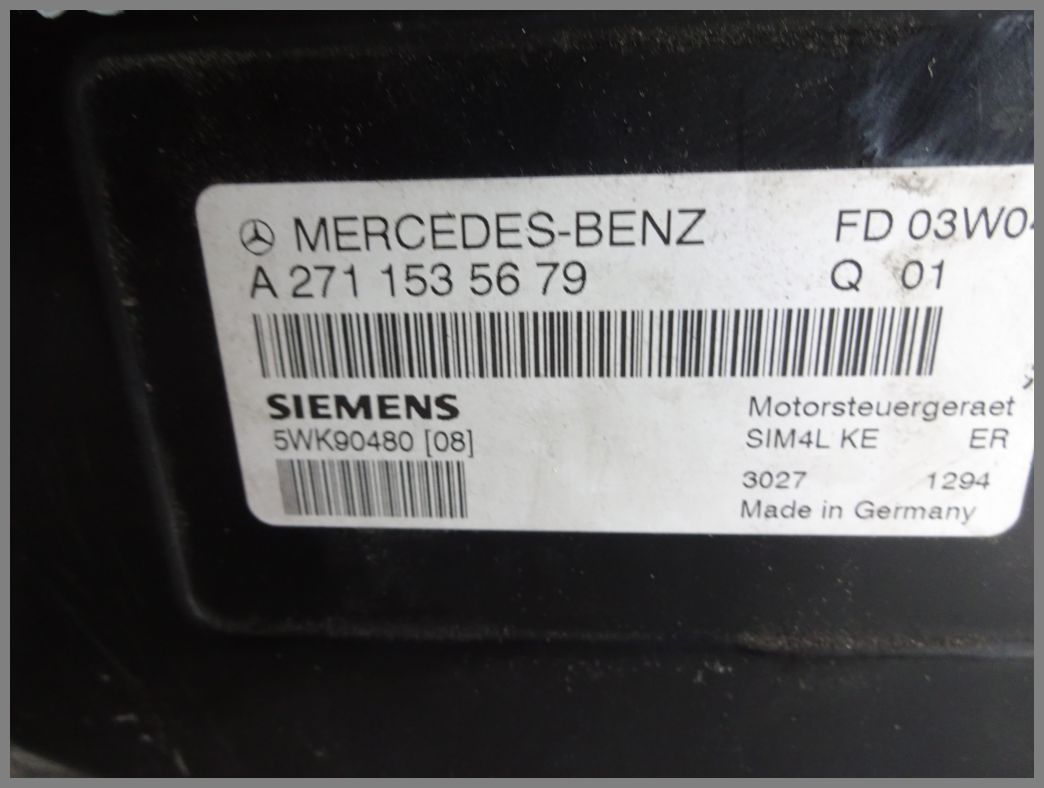 MERCEDES-BENZ FD 03W04
A 271 153 56 79 Q 01
SIEMENS
5WK90480 [08]
Motorsteuergeraet
SIM4L KE ER
3027 1294
Made in Germany